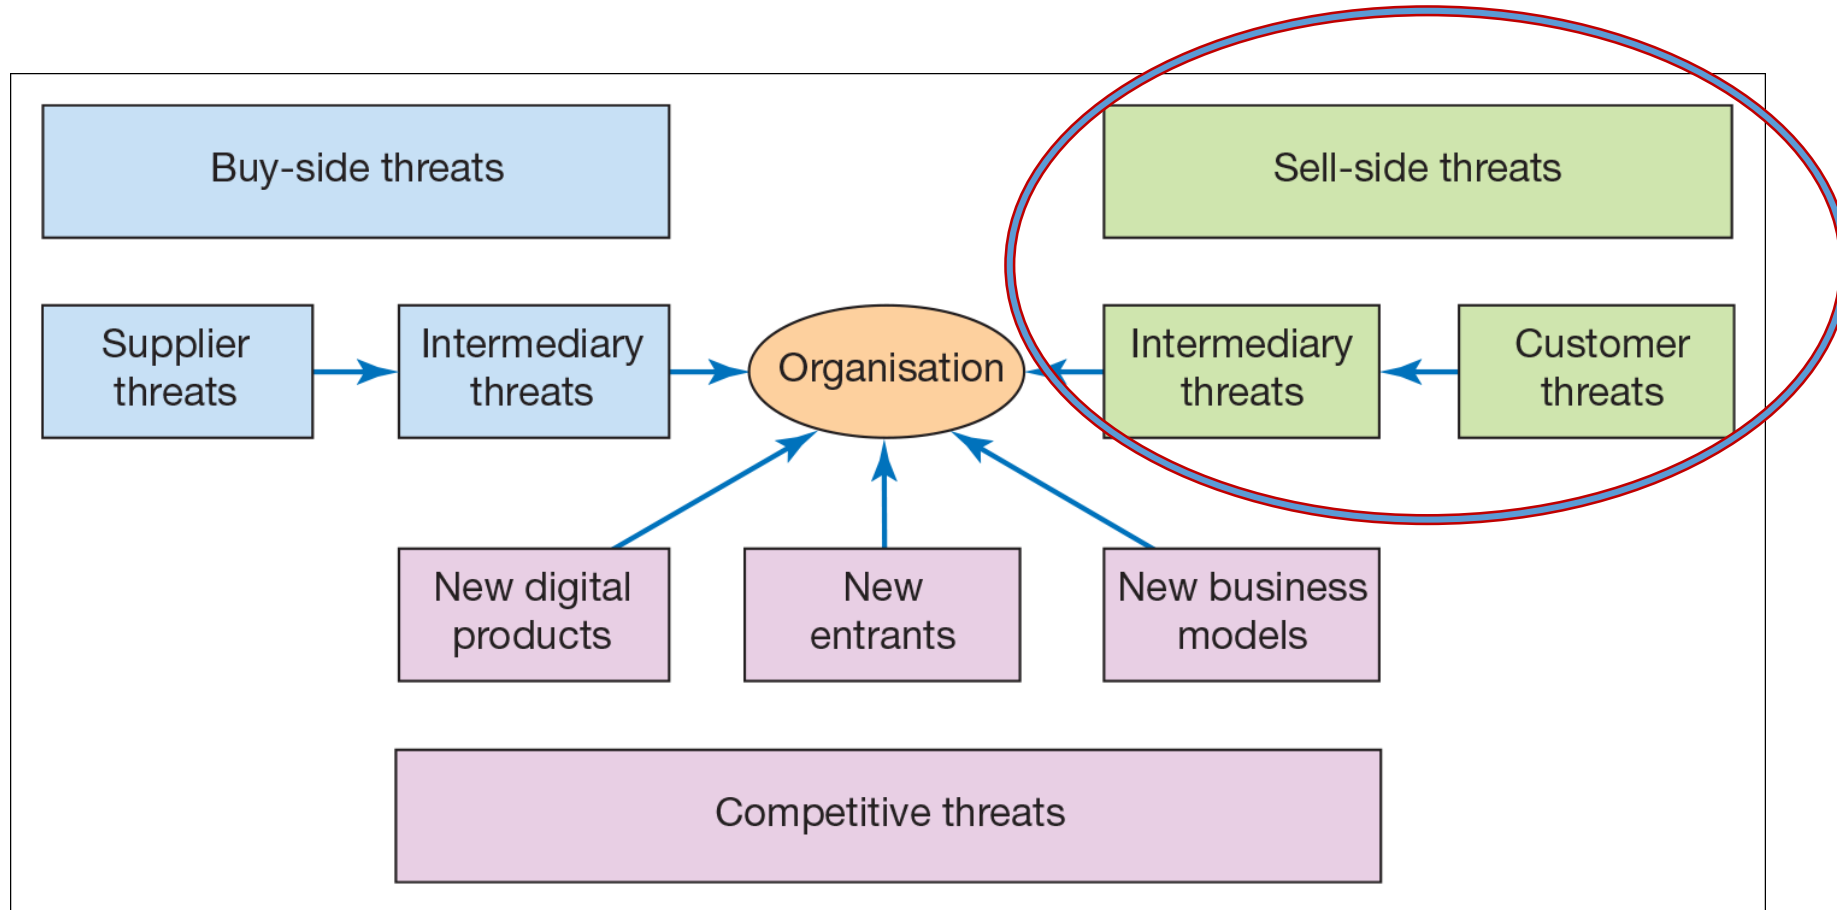 Buy-side threats
Sell-side threats
Supplier
threats
Intermediary
threats
Organisation
Intermediary
threats
Customer
threats
New digital
products
New
entrants
New business
models
Competitive threats